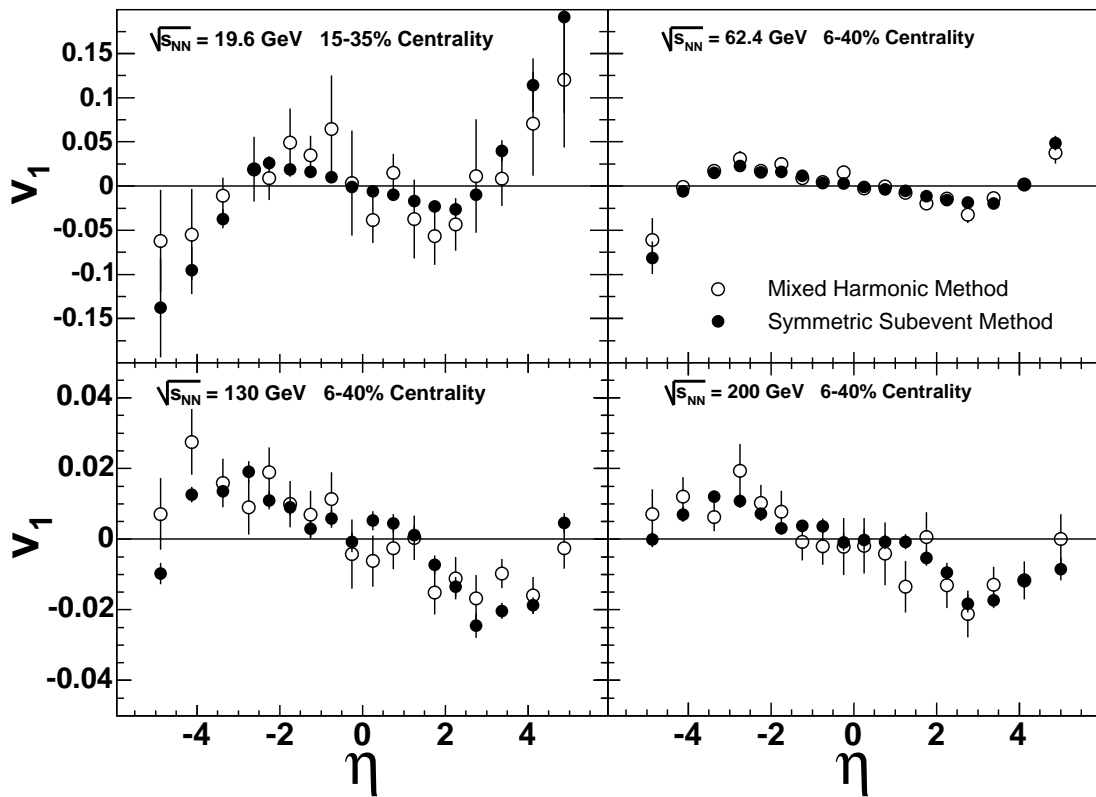 √sNN = 19.6 GeV 15-35% Centrality
√sNN = 62.4 GeV 6-40% Centrality
0.15
0.1
0.05
0
-0.05
-0.1
-0.15
v1
Mixed Harmonic Method
Symmetric Subevent Method
√sNN = 130 GeV 6-40% Centrality
√sNN = 200 GeV 6-40% Centrality
0.04
0.02
0
-0.02
-0.04
v1
-4 -2 0 2 4
-4 -2 0 2 4
η
η